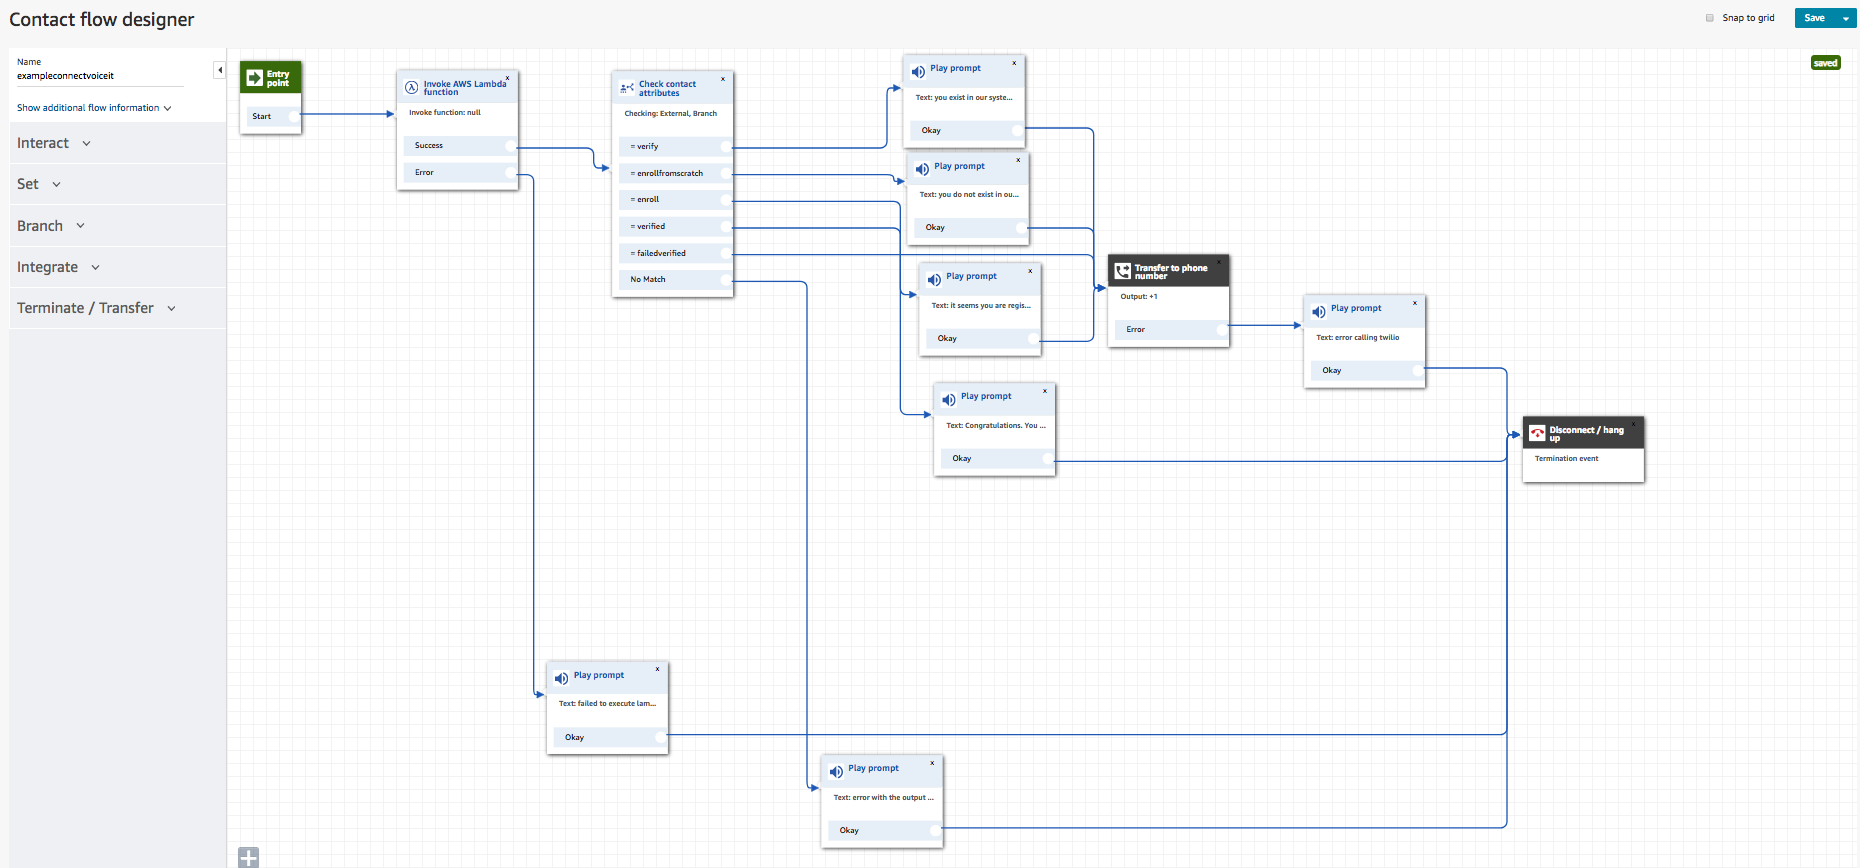 Contact flow designer
Snap to grid
Save
Name
exampleconnectvoiceit
Show additional flow information
Interact
Set
Branch
Integrate
Terminate / Transfer
saved
Entry
point
Start
Invoke AWS Lambda
function
x
Invoke function: null
Success
Error
Check contact
attributes
x
Checking: External, Branch
= verify
= enrollfromscratch
= enroll
= verified
= failedverified
No Match
Play prompt
x
Text: you exist in our syste...
Okay
Play prompt
x
Text: you do not exist in ou...
Okay
Play prompt
x
Text: it seems you are regis...
Okay
Play prompt
x
Text: Congratulations. You ...
Okay
Transfer to phone
number
x
Output: +1
Error
Play prompt
x
Text: error calling twilio
Okay
Disconnect / hang
up
x
Termination event
Play prompt
x
Text: failed to execute lam...
Okay
Play prompt
x
Text: error with the output ...
Okay